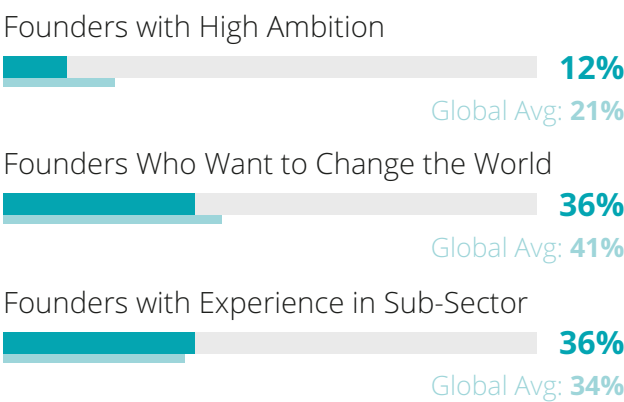 Founders with High Ambition
12%
Global Avg: 21%
Founders Who Want to Change the World
36%
Global Avg: 41%
Founders with Experience in Sub-Sector
36%
Global Avg: 34%